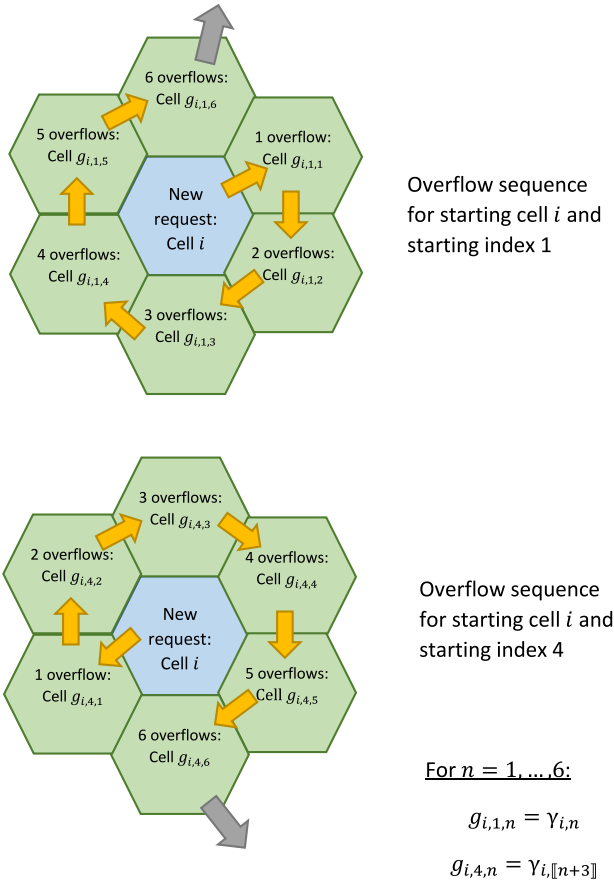 6 overflows:
Cell g_{i,1,6}
5 overflows:
Cell g_{i,1,5}
1 overflow:
Cell g_{i,1,1}
New
request:
Cell i
4 overflows:
Cell g_{i,1,4}
2 overflows:
Cell g_{i,1,2}
3 overflows:
Cell g_{i,1,3}
Overflow sequence
for starting cell i and
starting index 1
3 overflows:
Cell g_{i,4,3}
2 overflows:
Cell g_{i,4,2}
4 overflows:
Cell g_{i,4,4}
New
request:
Cell i
1 overflow:
Cell g_{i,4,1}
5 overflows:
Cell g_{i,4,5}
6 overflows:
Cell g_{i,4,6}
Overflow sequence
for starting cell i and
starting index 4
For n = 1, … ,6:
g_{i,1,n} = γ_{i,n}
g_{i,4,n} = γ_{i,⟦n+3⟧}